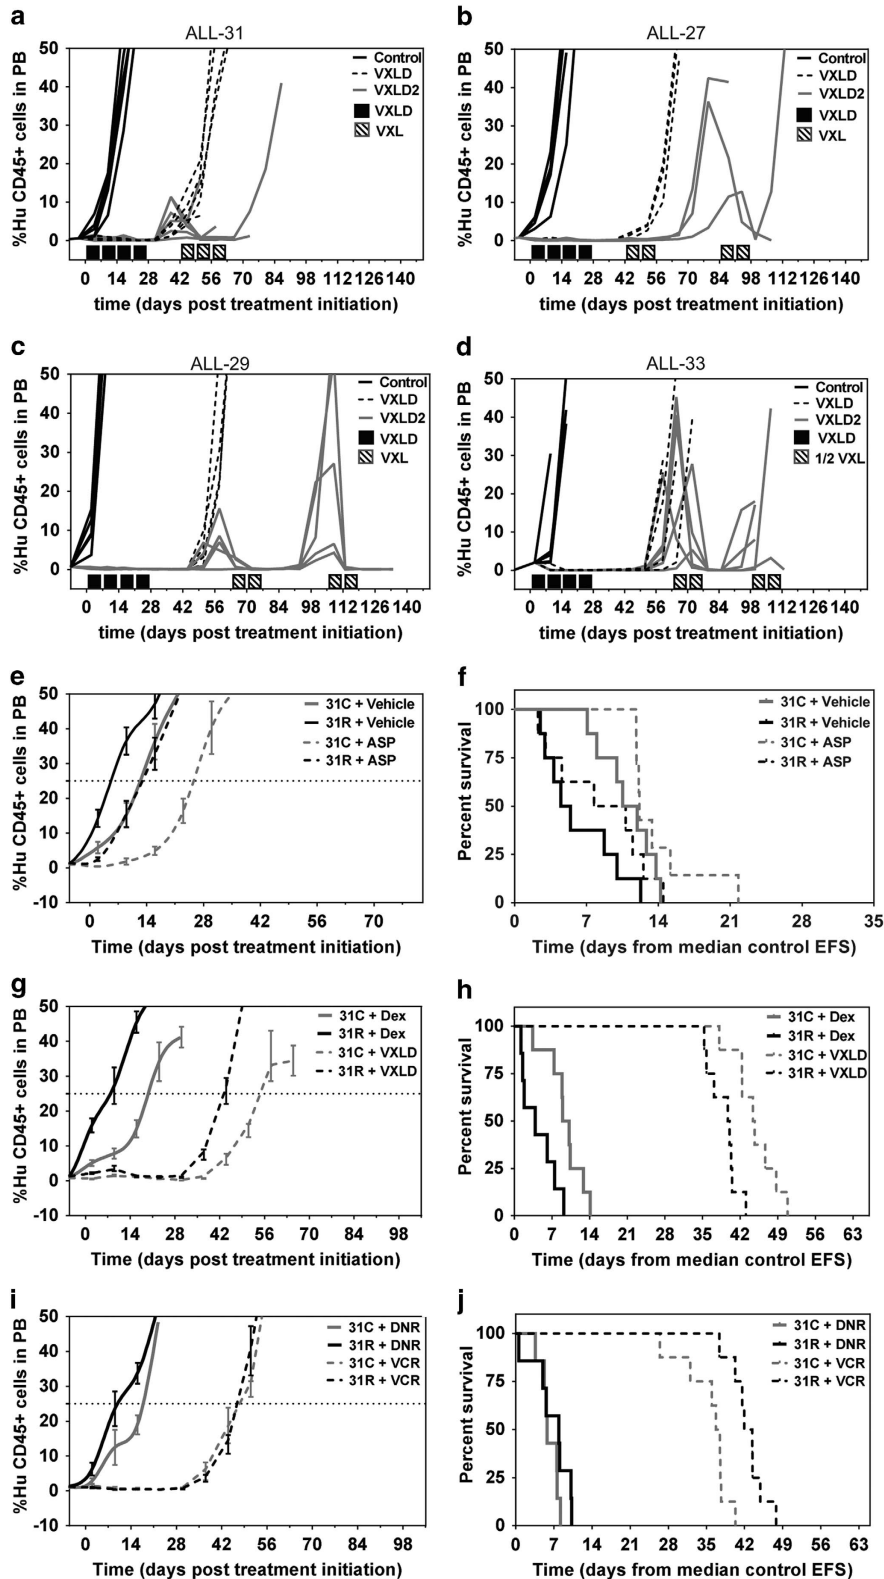 a
ALL-31
%Hu CD45+ cells in PB
50
40
30
20
10
0
Control
VXLD
VXLD2
VXLD
VXL
0 14 28 42 56 70 84 98 112 126 140
time (days post treatment initiation)
b
ALL-27
%Hu CD45+ cells in PB
50
40
30
20
10
0
Control
VXLD
VXLD2
VXLD
VXL
0 14 28 42 56 70 84 98 112 126 140
time (days post treatment initiation)
c
ALL-29
%Hu CD45+ cells in PB
50
40
30
20
10
0
Control
VXLD
VXLD2
VXLD
VXL
0 14 28 42 56 70 84 98 112 126 140
time (days post treatment initiation)
d
ALL-33
%Hu CD45+ cells in PB
50
40
30
20
10
0
Control
VXLD
VXLD2
VXLD
1/2 VXL
0 14 28 42 56 70 84 98 112 126 140
time (days post treatment initiation)
e
%Hu CD45+ cells in PB
50
40
30
20
10
0
-10
31C + Vehicle
31R + Vehicle
31C + ASP
31R + ASP
0 14 28 42 56 70
Time (days post treatment initiation)
f
Percent survival
100
75
50
25
0
31C + Vehicle
31R + Vehicle
31C + ASP
31R + ASP
0 7 14 21 28 35
Time (days from median control EFS)
g
%Hu CD45+ cells in PB
50
40
30
20
10
0
-10
31C + Dex
31R + Dex
31C + VXLD
31R + VXLD
0 14 28 42 56 70 84 98
Time (days post treatment initiation)
h
Percent survival
100
75
50
25
0
31C + Dex
31R + Dex
31C + VXLD
31R + VXLD
0 7 14 21 28 35 42 49 56 63
Time (days from median control EFS)
i
%Hu CD45+ cells in PB
50
40
30
20
10
0
-10
31C + DNR
31R + DNR
31C + VCR
31R + VCR
0 14 28 42 56 70 84 98
Time (days post treatment initiation)
j
Percent survival
100
75
50
25
0
31C + DNR
31R + DNR
31C + VCR
31R + VCR
0 7 14 21 28 35 42 49 56 63
Time (days from median control EFS)